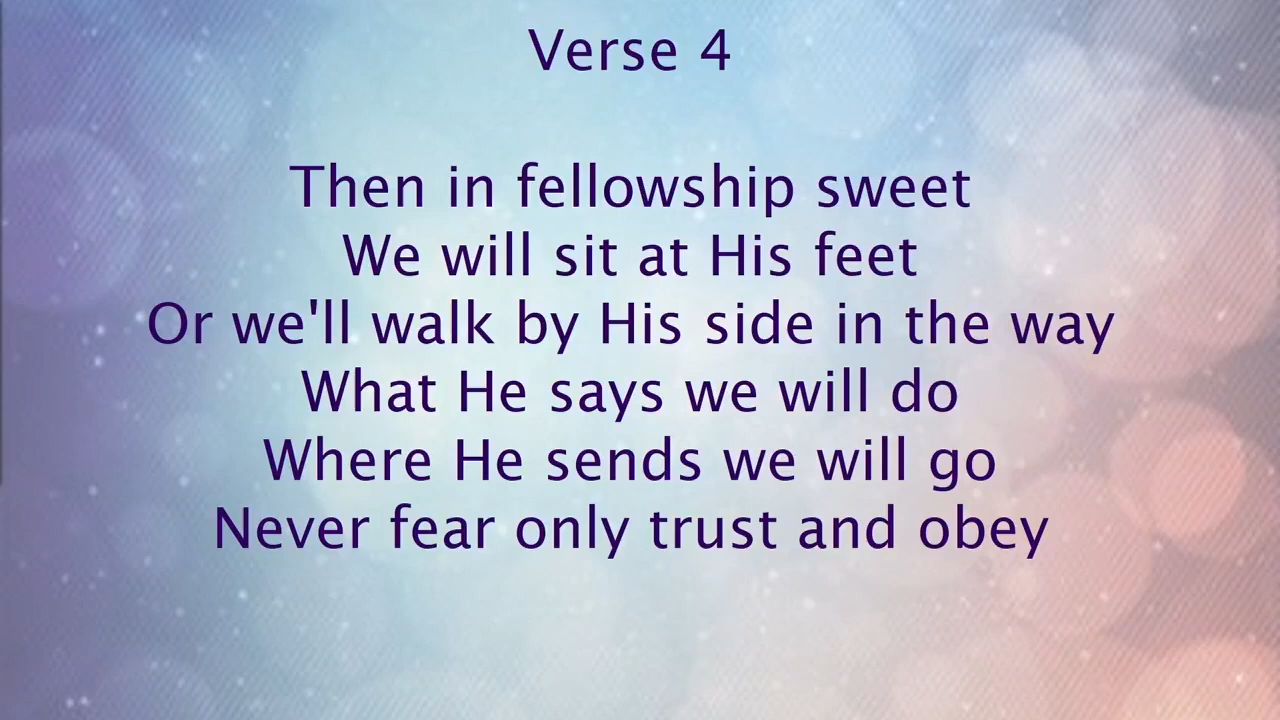 Verse 4
Then in fellowship sweet
We will sit at His feet
Or we'll walk by His side in the way
What He says we will do
Where He sends we will go
Never fear only trust and obey